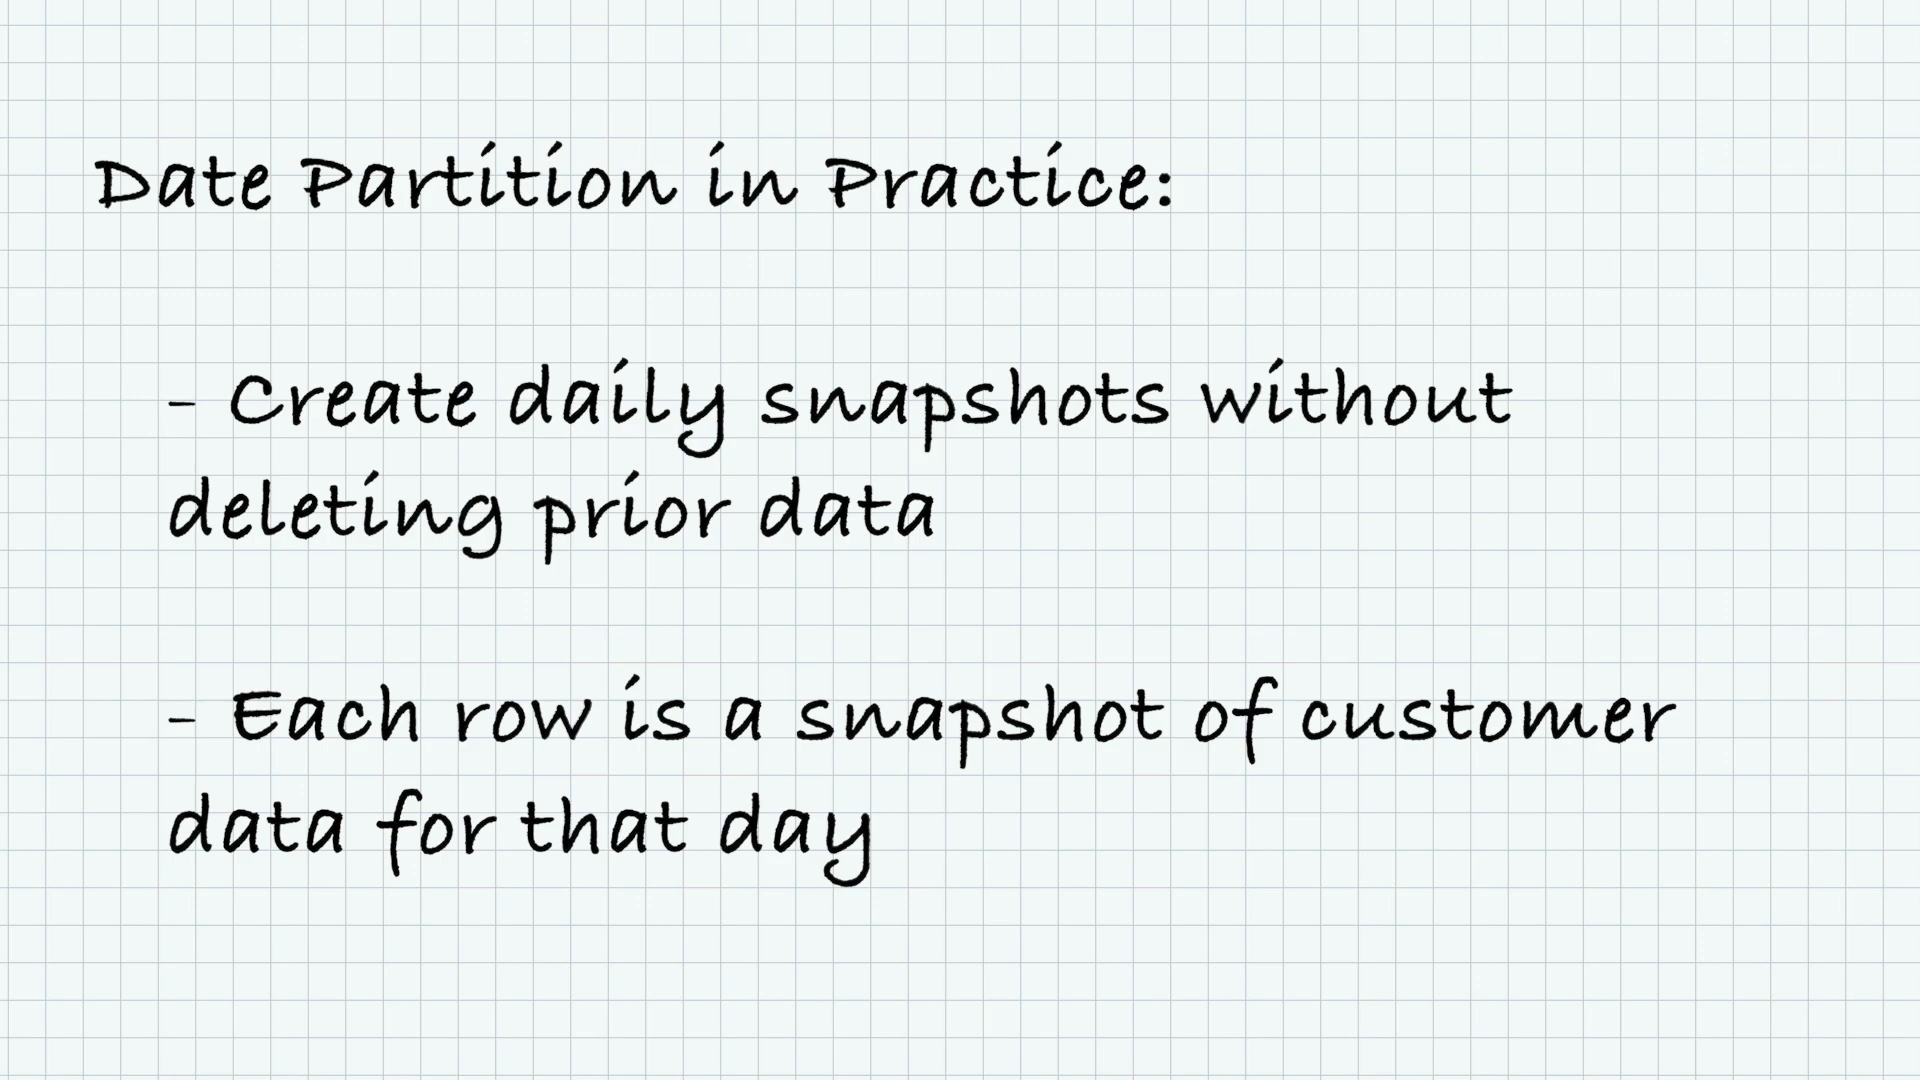 Date Partition in Practice:
- Create daily snapshots without
deleting prior data
- Each row is a snapshot of customer
data for that day